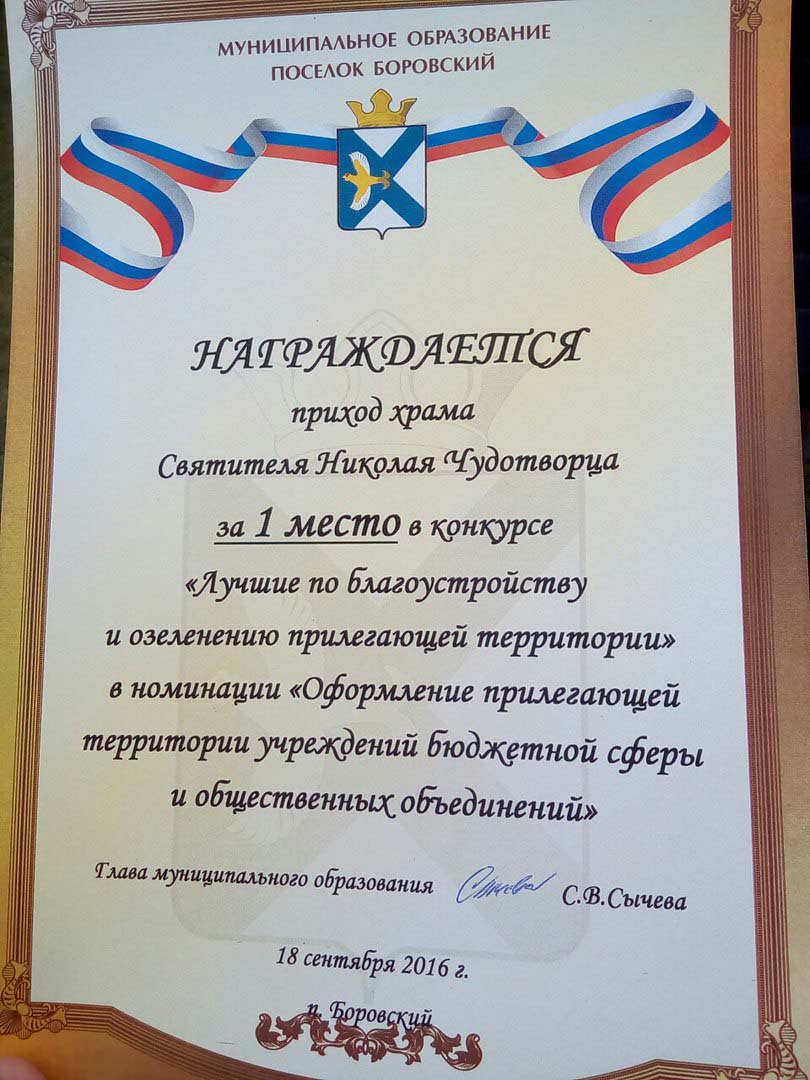 МУНИЦИПАЛЬНОЕ ОБРАЗОВАНИЕ
ПОСЕЛОК БОРОВСКИЙ
НАГРАЖДАЕТСЯ
приход храма
Святителя Николая Чудотворца
за 1 место в конкурсе
«Лучшие по благоустройству
и озеленению прилегающей территории»
в номинации «Оформление прилегающей
территории учреждений бюджетной сферы
и общественных объединений»
Глава муниципального образования С.В.Сычева
18 сентября 2016 г.
п. Боровский